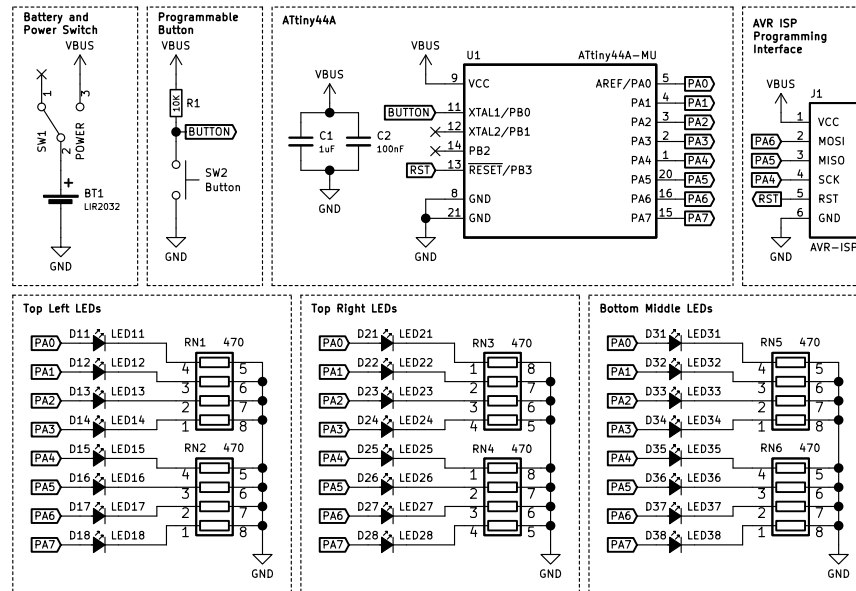 Battery and
Power Switch
VBUS
1
3
SW1
POWER
2
+
BT1
LIR2032
GND
Programmable
Button
VBUS
10K
R1
BUTTON
SW2
Button
GND
ATtiny44A
VBUS
C1
1uF
C2
100nF
GND
VBUS
U1
ATtiny44A-MU
9 VCC
AREF/PA0 5 PA0
PA1 4 PA1
BUTTON 11 XTAL1/PB0
PA2 3 PA2
12 XTAL2/PB1
PA3 2 PA3
14 PB2
PA4 1 PA4
RST 13 RESET/PB3
PA5 20 PA5
8 GND
PA6 16 PA6
21 GND
PA7 15 PA7
GND
AVR ISP
Programming
Interface
VBUS
J1
1 VCC
PA6 2 MOSI
PA5 3 MISO
PA4 4 SCK
RST 5 RST
6 GND
GND
AVR-ISP
Top Left LEDs
PA0 D11 LED11 RN1 470
4 5
PA1 D12 LED12
3 6
PA2 D13 LED13
2 7
PA3 D14 LED14
1 8
PA4 D15 LED15 RN2 470
4 5
PA5 D16 LED16
3 6
PA6 D17 LED17
2 7
PA7 D18 LED18
1 8
GND
Top Right LEDs
PA0 D21 LED21 RN3 470
1 8
PA1 D22 LED22
2 7
PA2 D23 LED23
3 6
PA3 D24 LED24
4 5
PA4 D25 LED25 RN4 470
1 8
PA5 D26 LED26
2 7
PA6 D27 LED27
3 6
PA7 D28 LED28
4 5
GND
Bottom Middle LEDs
PA0 D31 LED31 RN5 470
4 5
PA1 D32 LED32
3 6
PA2 D33 LED33
2 7
PA3 D34 LED34
1 8
PA4 D35 LED35 RN6 470
4 5
PA5 D36 LED36
3 6
PA6 D37 LED37
2 7
PA7 D38 LED38
1 8
GND